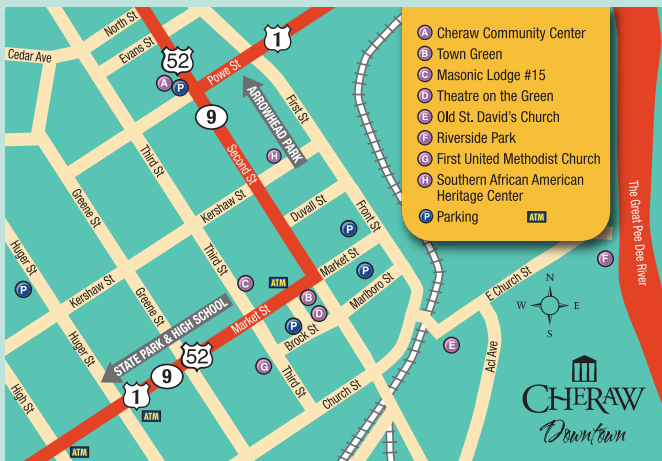 North St
Evans St
Cedar Ave
52
1
Powe St
A
P
9
ARROWHEAD PARK
First St
H
Second St
Third St
Greene St
Kershaw St
Duvall St
Front St
P
Huger St
P
Kershaw St
Third St
C
ATM
Market St
P
Marlboro St
B
D
Greene St
STATE PARK & HIGH SCHOOL
Market St
P
Brock St
Huger St
52
9
1
G
Third St
Church St
High St
ATM
ATM
E
E Church St
Acl Ave
F
The Great Pee Dee River
A Cheraw Community Center
B Town Green
C Masonic Lodge #15
D Theatre on the Green
E Old St. David's Church
F Riverside Park
G First United Methodist Church
H Southern African American
Heritage Center
P Parking ATM
N
W E
S
CHERAW
Downtown